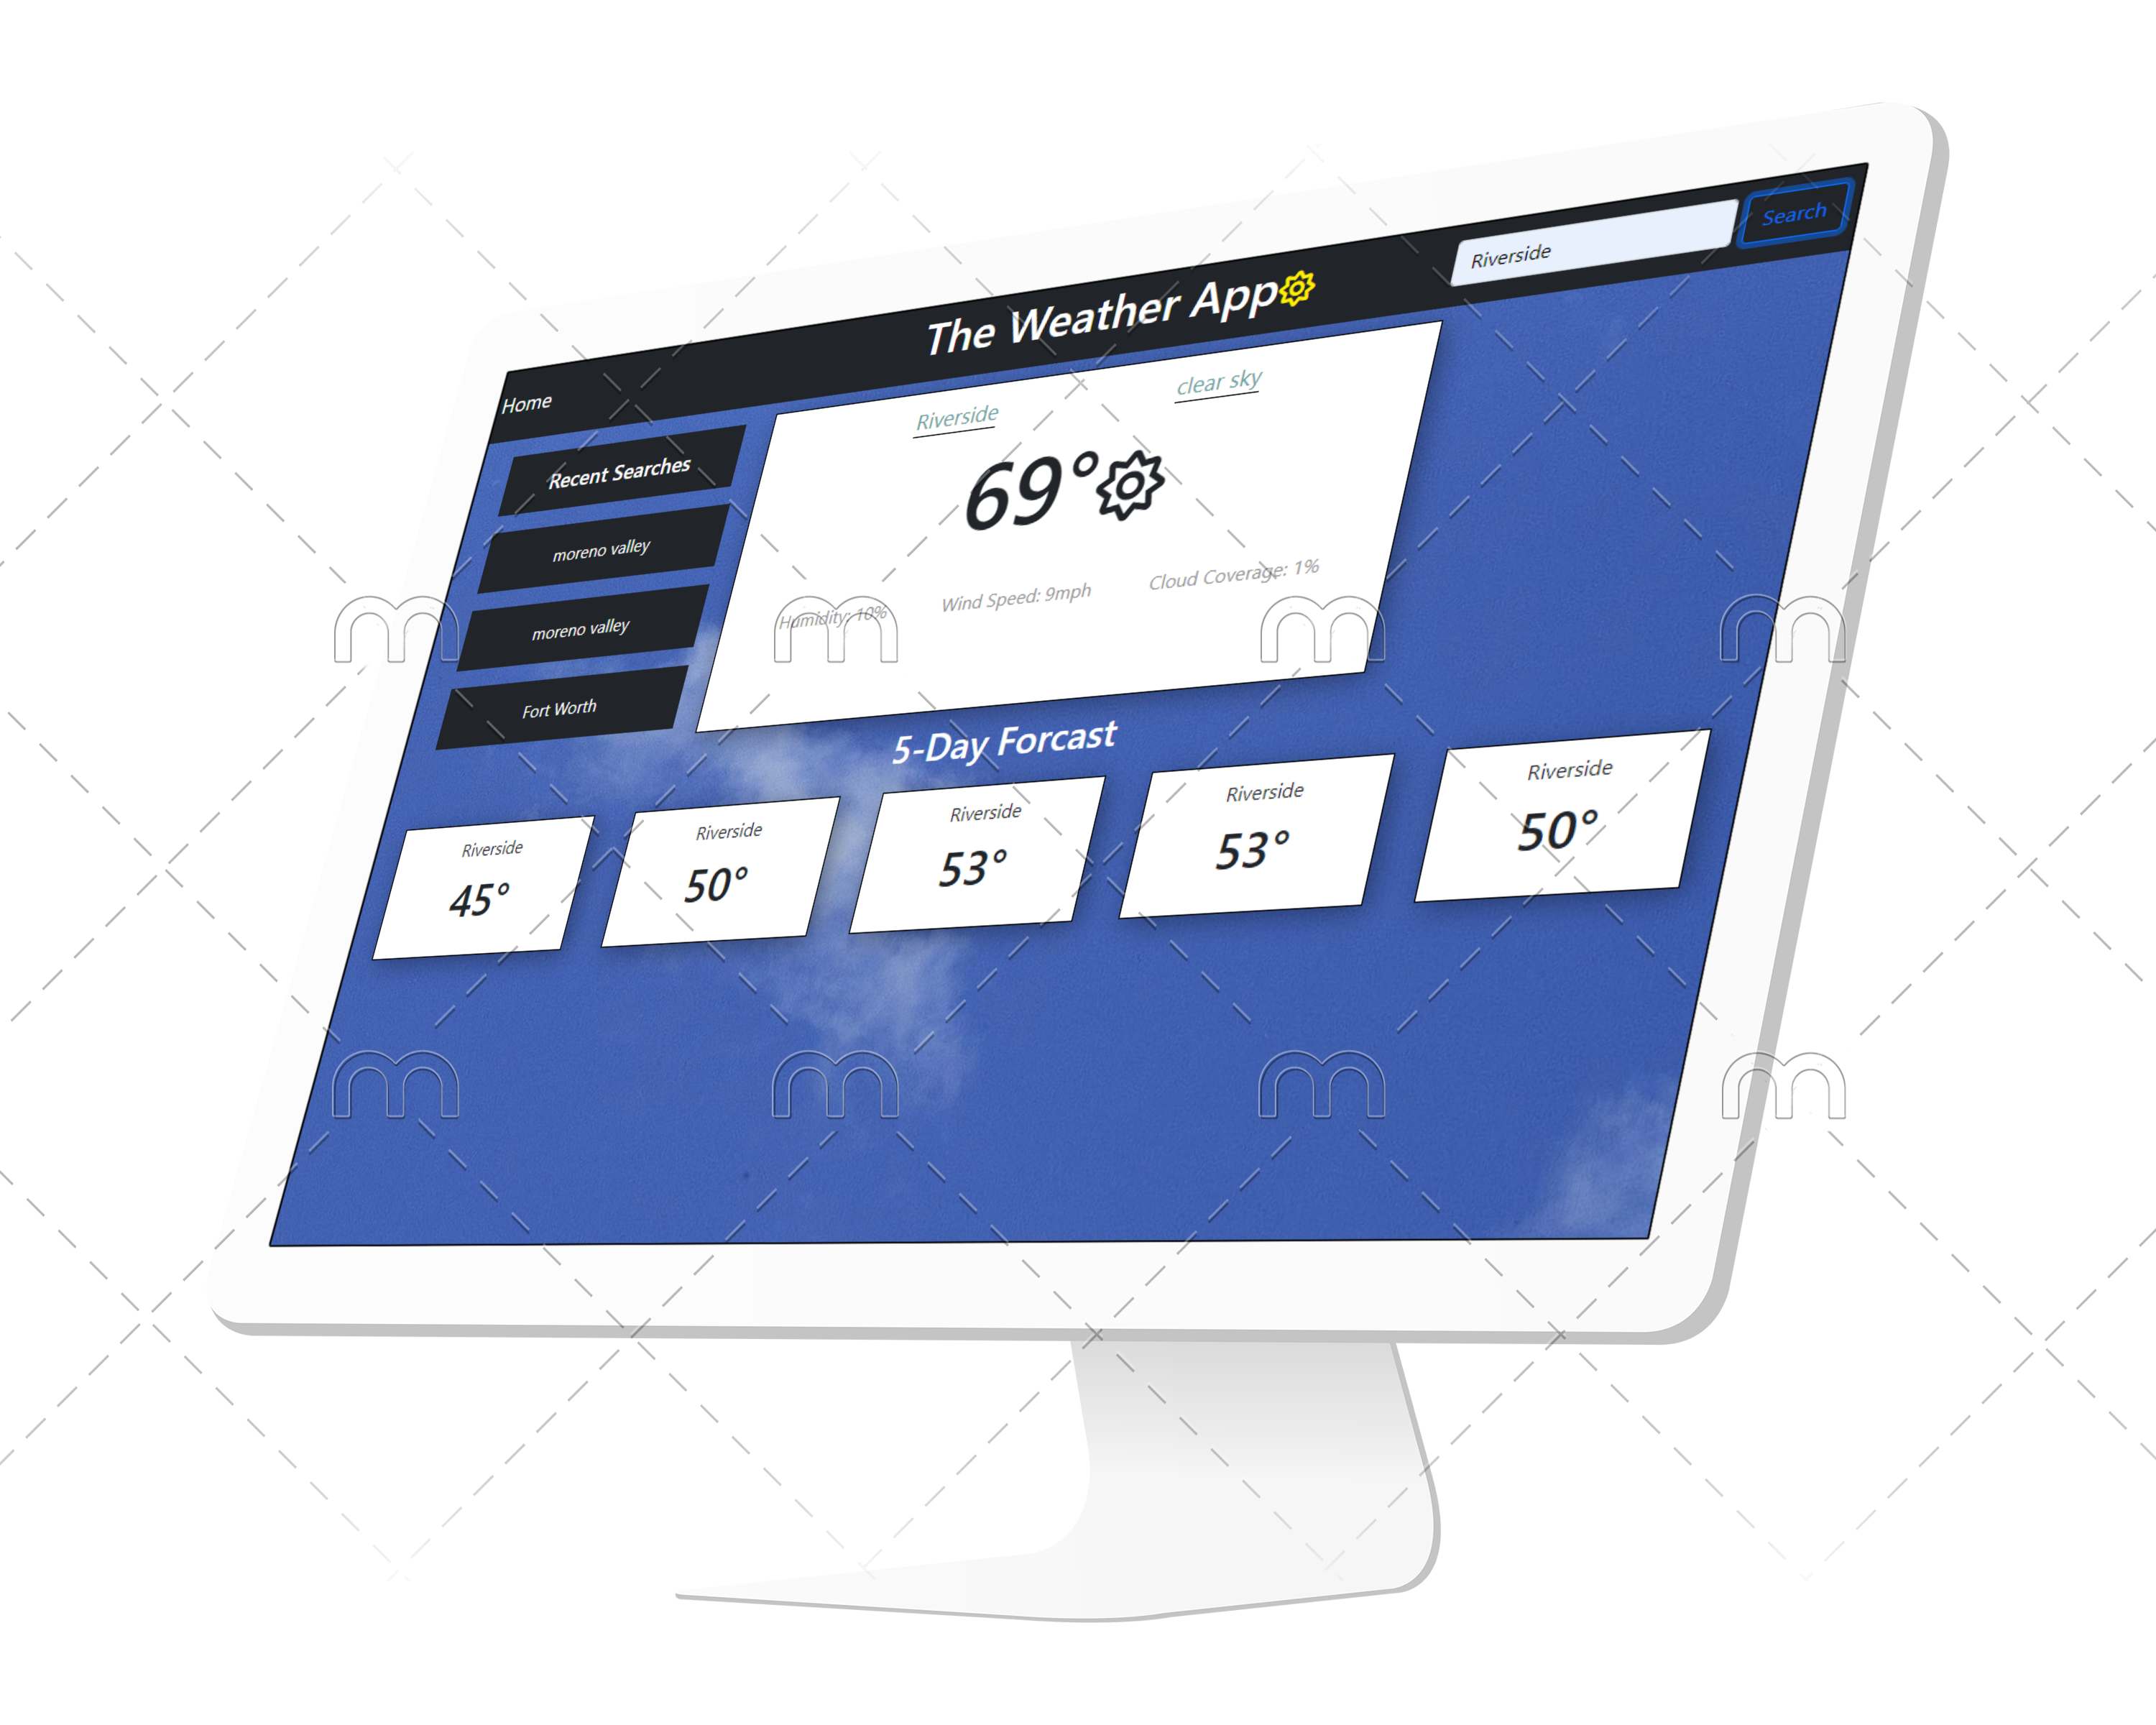 Home
The Weather App
Riverside
Search
Recent Searches
moreno valley
moreno valley
Fort Worth
Riverside
clear sky
69°
Humidity: 10%
Wind Speed: 9mph
Cloud Coverage: 1%
5-Day Forcast
Riverside
45°
Riverside
50°
Riverside
53°
Riverside
53°
Riverside
50°
m m m m
m m m m